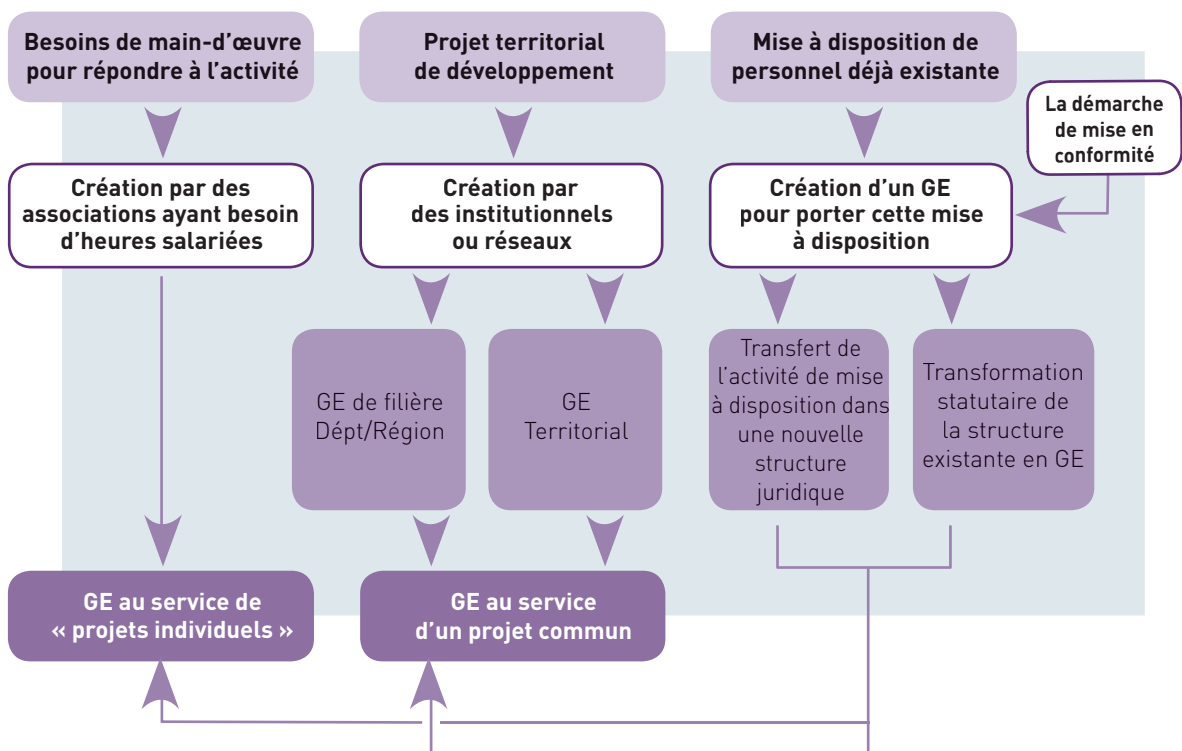 Besoins de main-d’œuvre
pour répondre à l’activité
Projet territorial
de développement
Mise à disposition de
personnel déjà existante
La démarche
de mise en
conformité
Création par des
associations ayant besoin
d’heures salariées
Création par
des institutionnels
ou réseaux
Création d’un GE
pour porter cette mise
à disposition
GE de filière
Dépt/Région
GE
Territorial
Transfert de
l’activité de mise
à disposition dans
une nouvelle
structure
juridique
Transformation
statutaire de
la structure
existante en GE
GE au service de
« projets individuels »
GE au service
d’un projet commun